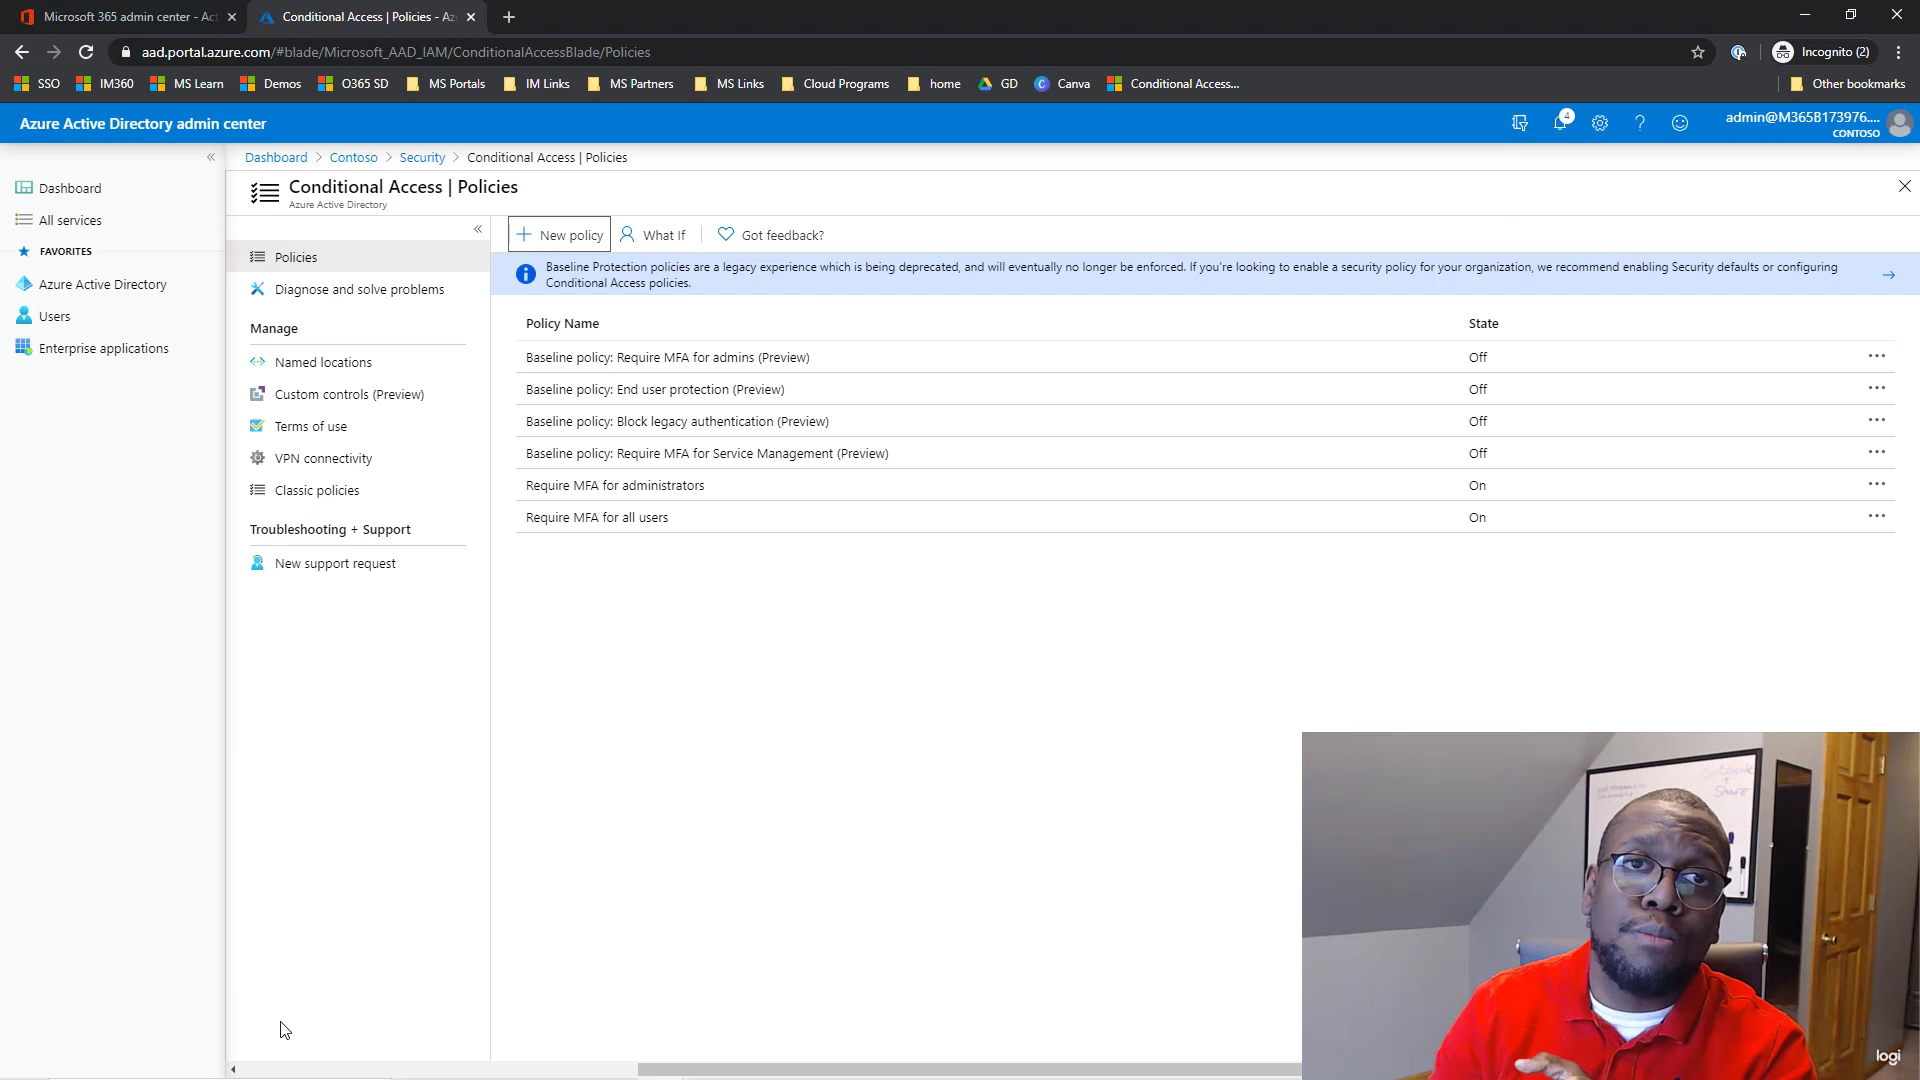 Microsoft 365 admin center - Act
Conditional Access | Policies - Az
aad.portal.azure.com/#blade/Microsoft_AAD_IAM/ConditionalAccessBlade/Policies
Incognito (2)
SSO
IM360
MS Learn
Demos
O365 SD
MS Portals
IM Links
MS Partners
MS Links
Cloud Programs
home
GD
Canva
Conditional Access...
Other bookmarks
Azure Active Directory admin center
4
admin@M365B173976....
CONTOSO
Dashboard > Contoso > Security > Conditional Access | Policies
Dashboard
All services
FAVORITES
Azure Active Directory
Users
Enterprise applications
Conditional Access | Policies
Azure Active Directory
Policies
Diagnose and solve problems
Manage
Named locations
Custom controls (Preview)
Terms of use
VPN connectivity
Classic policies
Troubleshooting + Support
New support request
New policy
What If
Got feedback?
Baseline Protection policies are a legacy experience which is being deprecated, and will eventually no longer be enforced. If you're looking to enable a security policy for your organization, we recommend enabling Security defaults or configuring
Conditional Access policies.
Policy Name State
Baseline policy: Require MFA for admins (Preview) Off
Baseline policy: End user protection (Preview) Off
Baseline policy: Block legacy authentication (Preview) Off
Baseline policy: Require MFA for Service Management (Preview) Off
Require MFA for administrators On
Require MFA for all users On
Share
logi